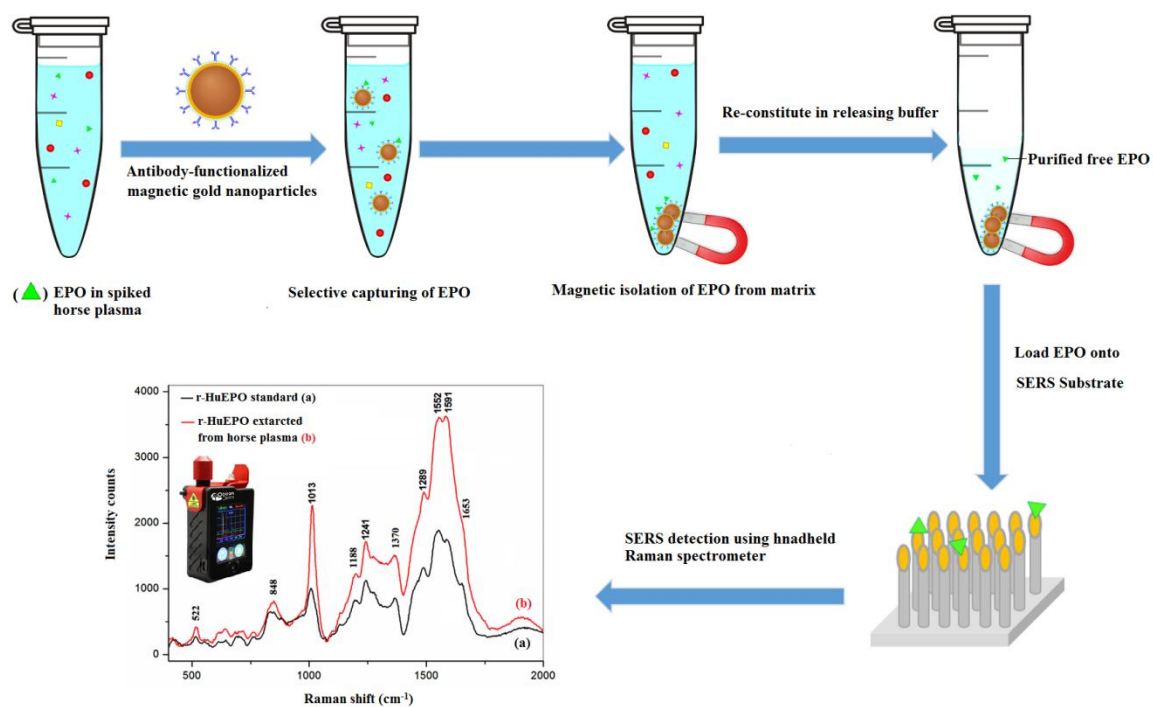 Antibody-functionalized
magnetic gold nanoparticles
Re-constitute in releasing buffer
Purified free EPO
( ) EPO in spiked
horse plasma
Selective capturing of EPO
Magnetic isolation of EPO from matrix
Load EPO onto
SERS Substrate
SERS detection using hnadheld
Raman spectrometer
r-HuEPO standard (a)
r-HuEPO extarcted
from horse plasma (b)
4000
3000
2000
1000
0
Intensity counts
522
848
1013
1188
1241
1370
1289
1552
1591
1653
(b)
(a)
500
1000
1500
2000
Raman shift (cm-1)